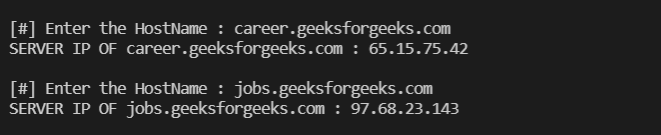 [#] Enter the HostName : career.geeksforgeeks.com
SERVER IP OF career.geeksforgeeks.com : 65.15.75.42
[#] Enter the HostName : jobs.geeksforgeeks.com
SERVER IP OF jobs.geeksforgeeks.com : 97.68.23.143